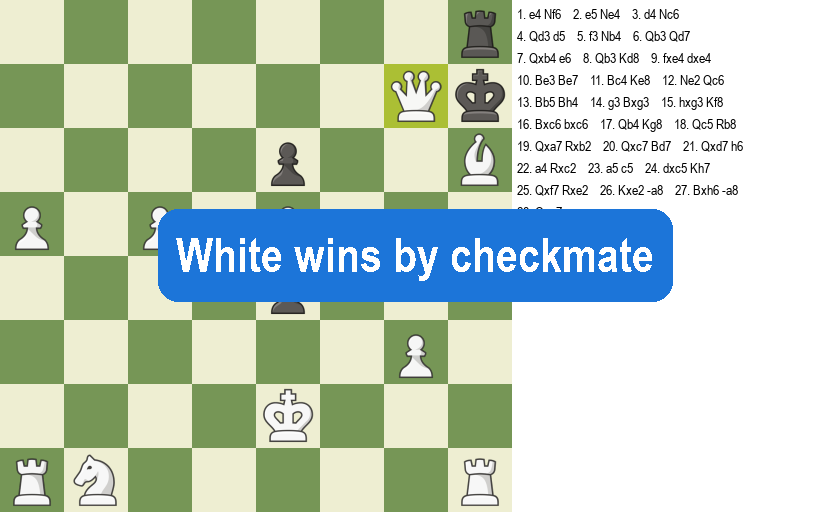 1. e4 Nf6 2. e5 Ne4 3. d4 Nc6
4. Qd3 d5 5. f3 Nb4 6. Qb3 Qd7
7. Qxb4 e6 8. Qb3 Kd8 9. fxe4 dxe4
10. Be3 Be7 11. Bc4 Ke8 12. Ne2 Qc6
13. Bb5 Bh4 14. g3 Bxg3 15. hxg3 Kf8
16. Bxc6 bxc6 17. Qb4 Kg8 18. Qc5 Rb8
19. Qxa7 Rxb2 20. Qxc7 Bd7 21. Qxd7 h6
22. a4 Rxc2 23. a5 c5 24. dxc5 Kh7
25. Qxf7 Rxe2 26. Kxe2 -a8 27. Bxh6 -a8
White wins by checkmate